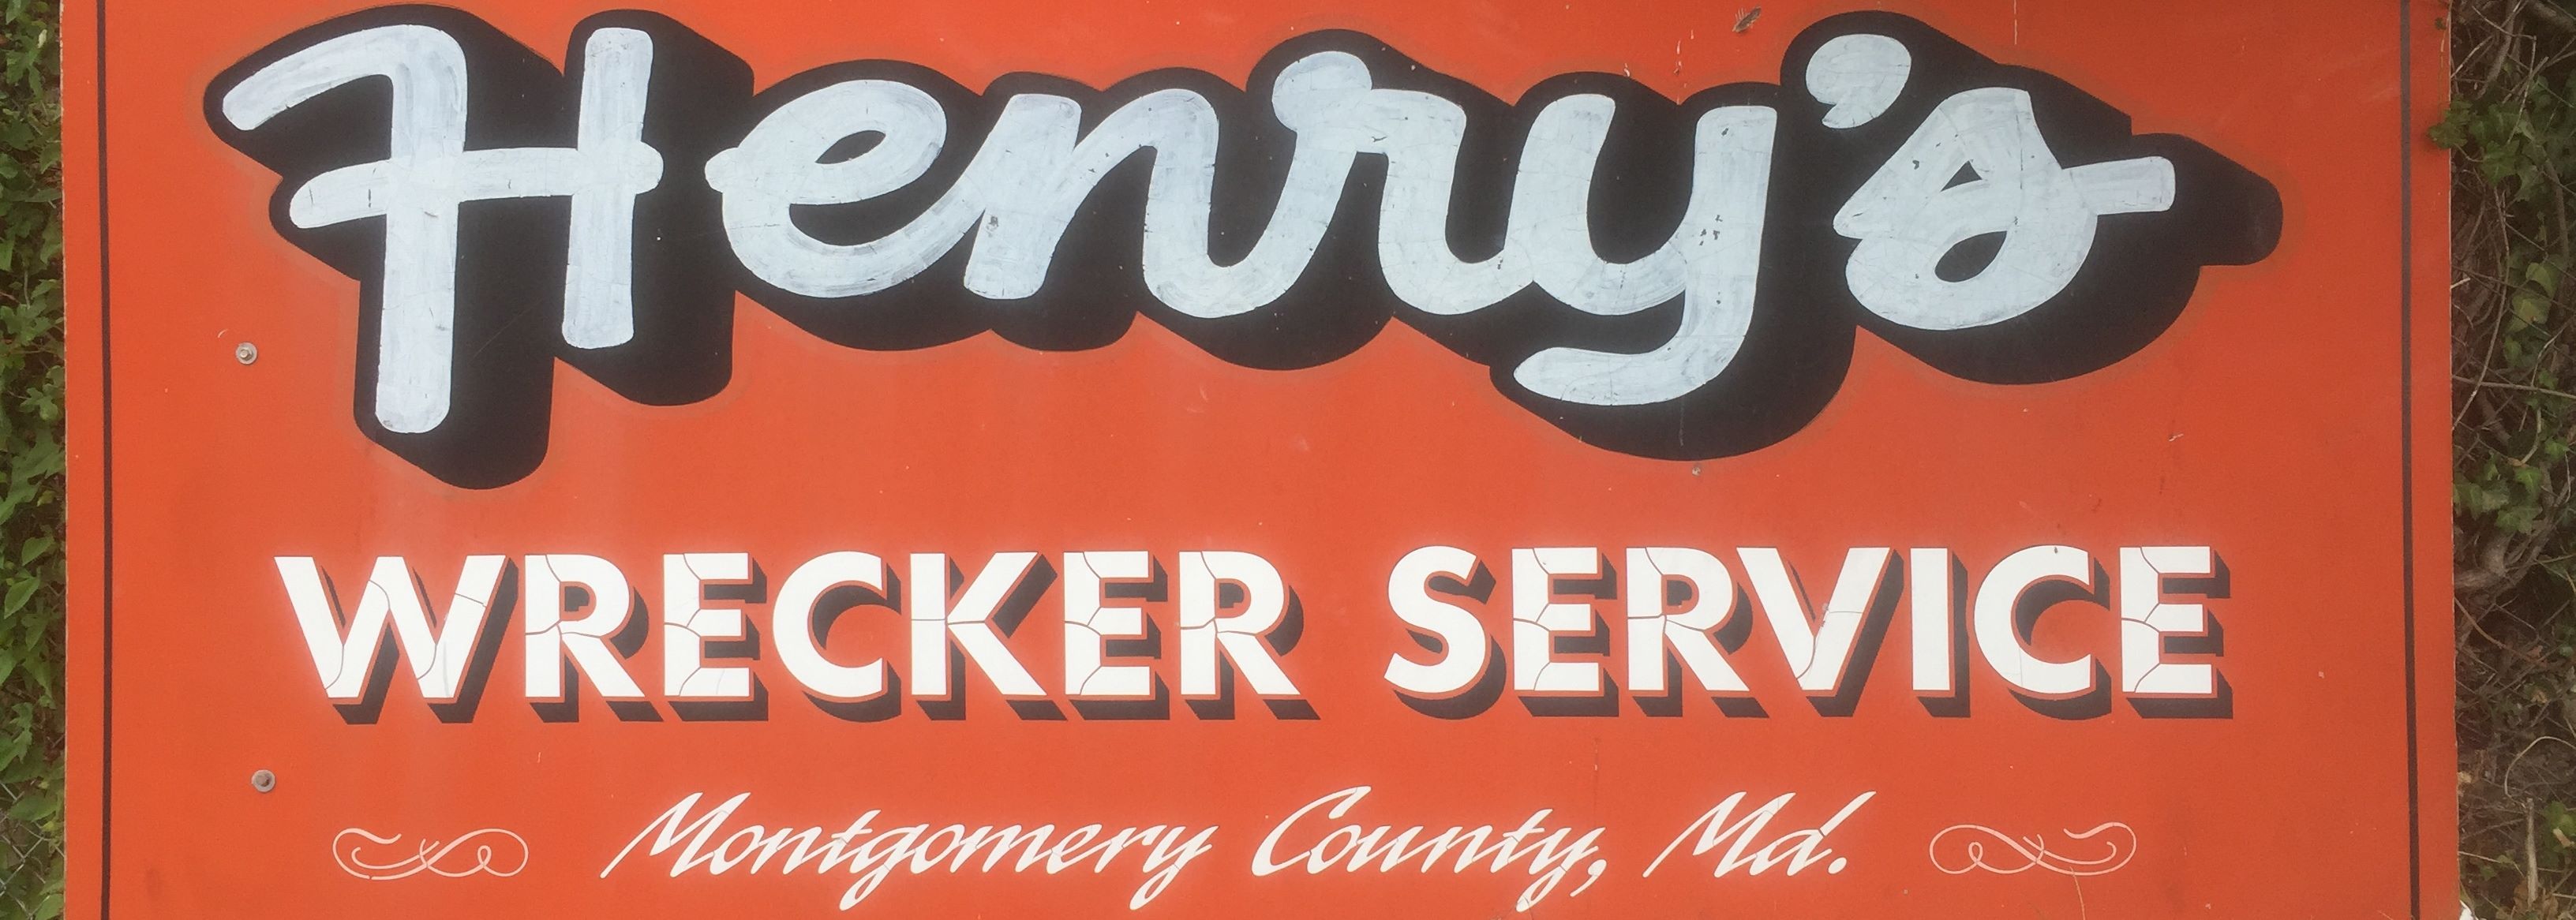 Henry's
WRECKER SERVICE
Montgomery County, Md.